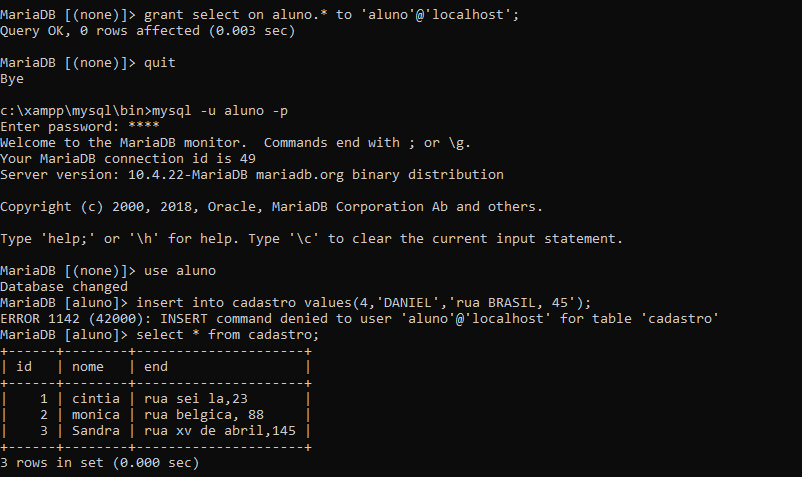 MariaDB [(none)]> grant select on aluno.* to 'aluno'@'localhost';
Query OK, 0 rows affected (0.003 sec)
MariaDB [(none)]> quit
Bye
c:\xampp\mysql\bin>mysql -u aluno -p
Enter password: ****
Welcome to the MariaDB monitor.  Commands end with ; or \g.
Your MariaDB connection id is 49
Server version: 10.4.22-MariaDB mariadb.org binary distribution
Copyright (c) 2000, 2018, Oracle, MariaDB Corporation Ab and others.
Type 'help;' or '\h' for help. Type '\c' to clear the current input statement.
MariaDB [(none)]> use aluno
Database changed
MariaDB [aluno]> insert into cadastro values(4,'DANIEL','rua BRASIL, 45');
ERROR 1142 (42000): INSERT command denied to user 'aluno'@'localhost' for table 'cadastro'
MariaDB [aluno]> select * from cadastro;
+------+--------+---------------------+
| id   | nome   | end                 |
+------+--------+---------------------+
|    1 | cintia | rua sei la,23       |
|    2 | monica | rua belgica, 88     |
|    3 | Sandra | rua xv de abril,145 |
+------+--------+---------------------+
3 rows in set (0.000 sec)